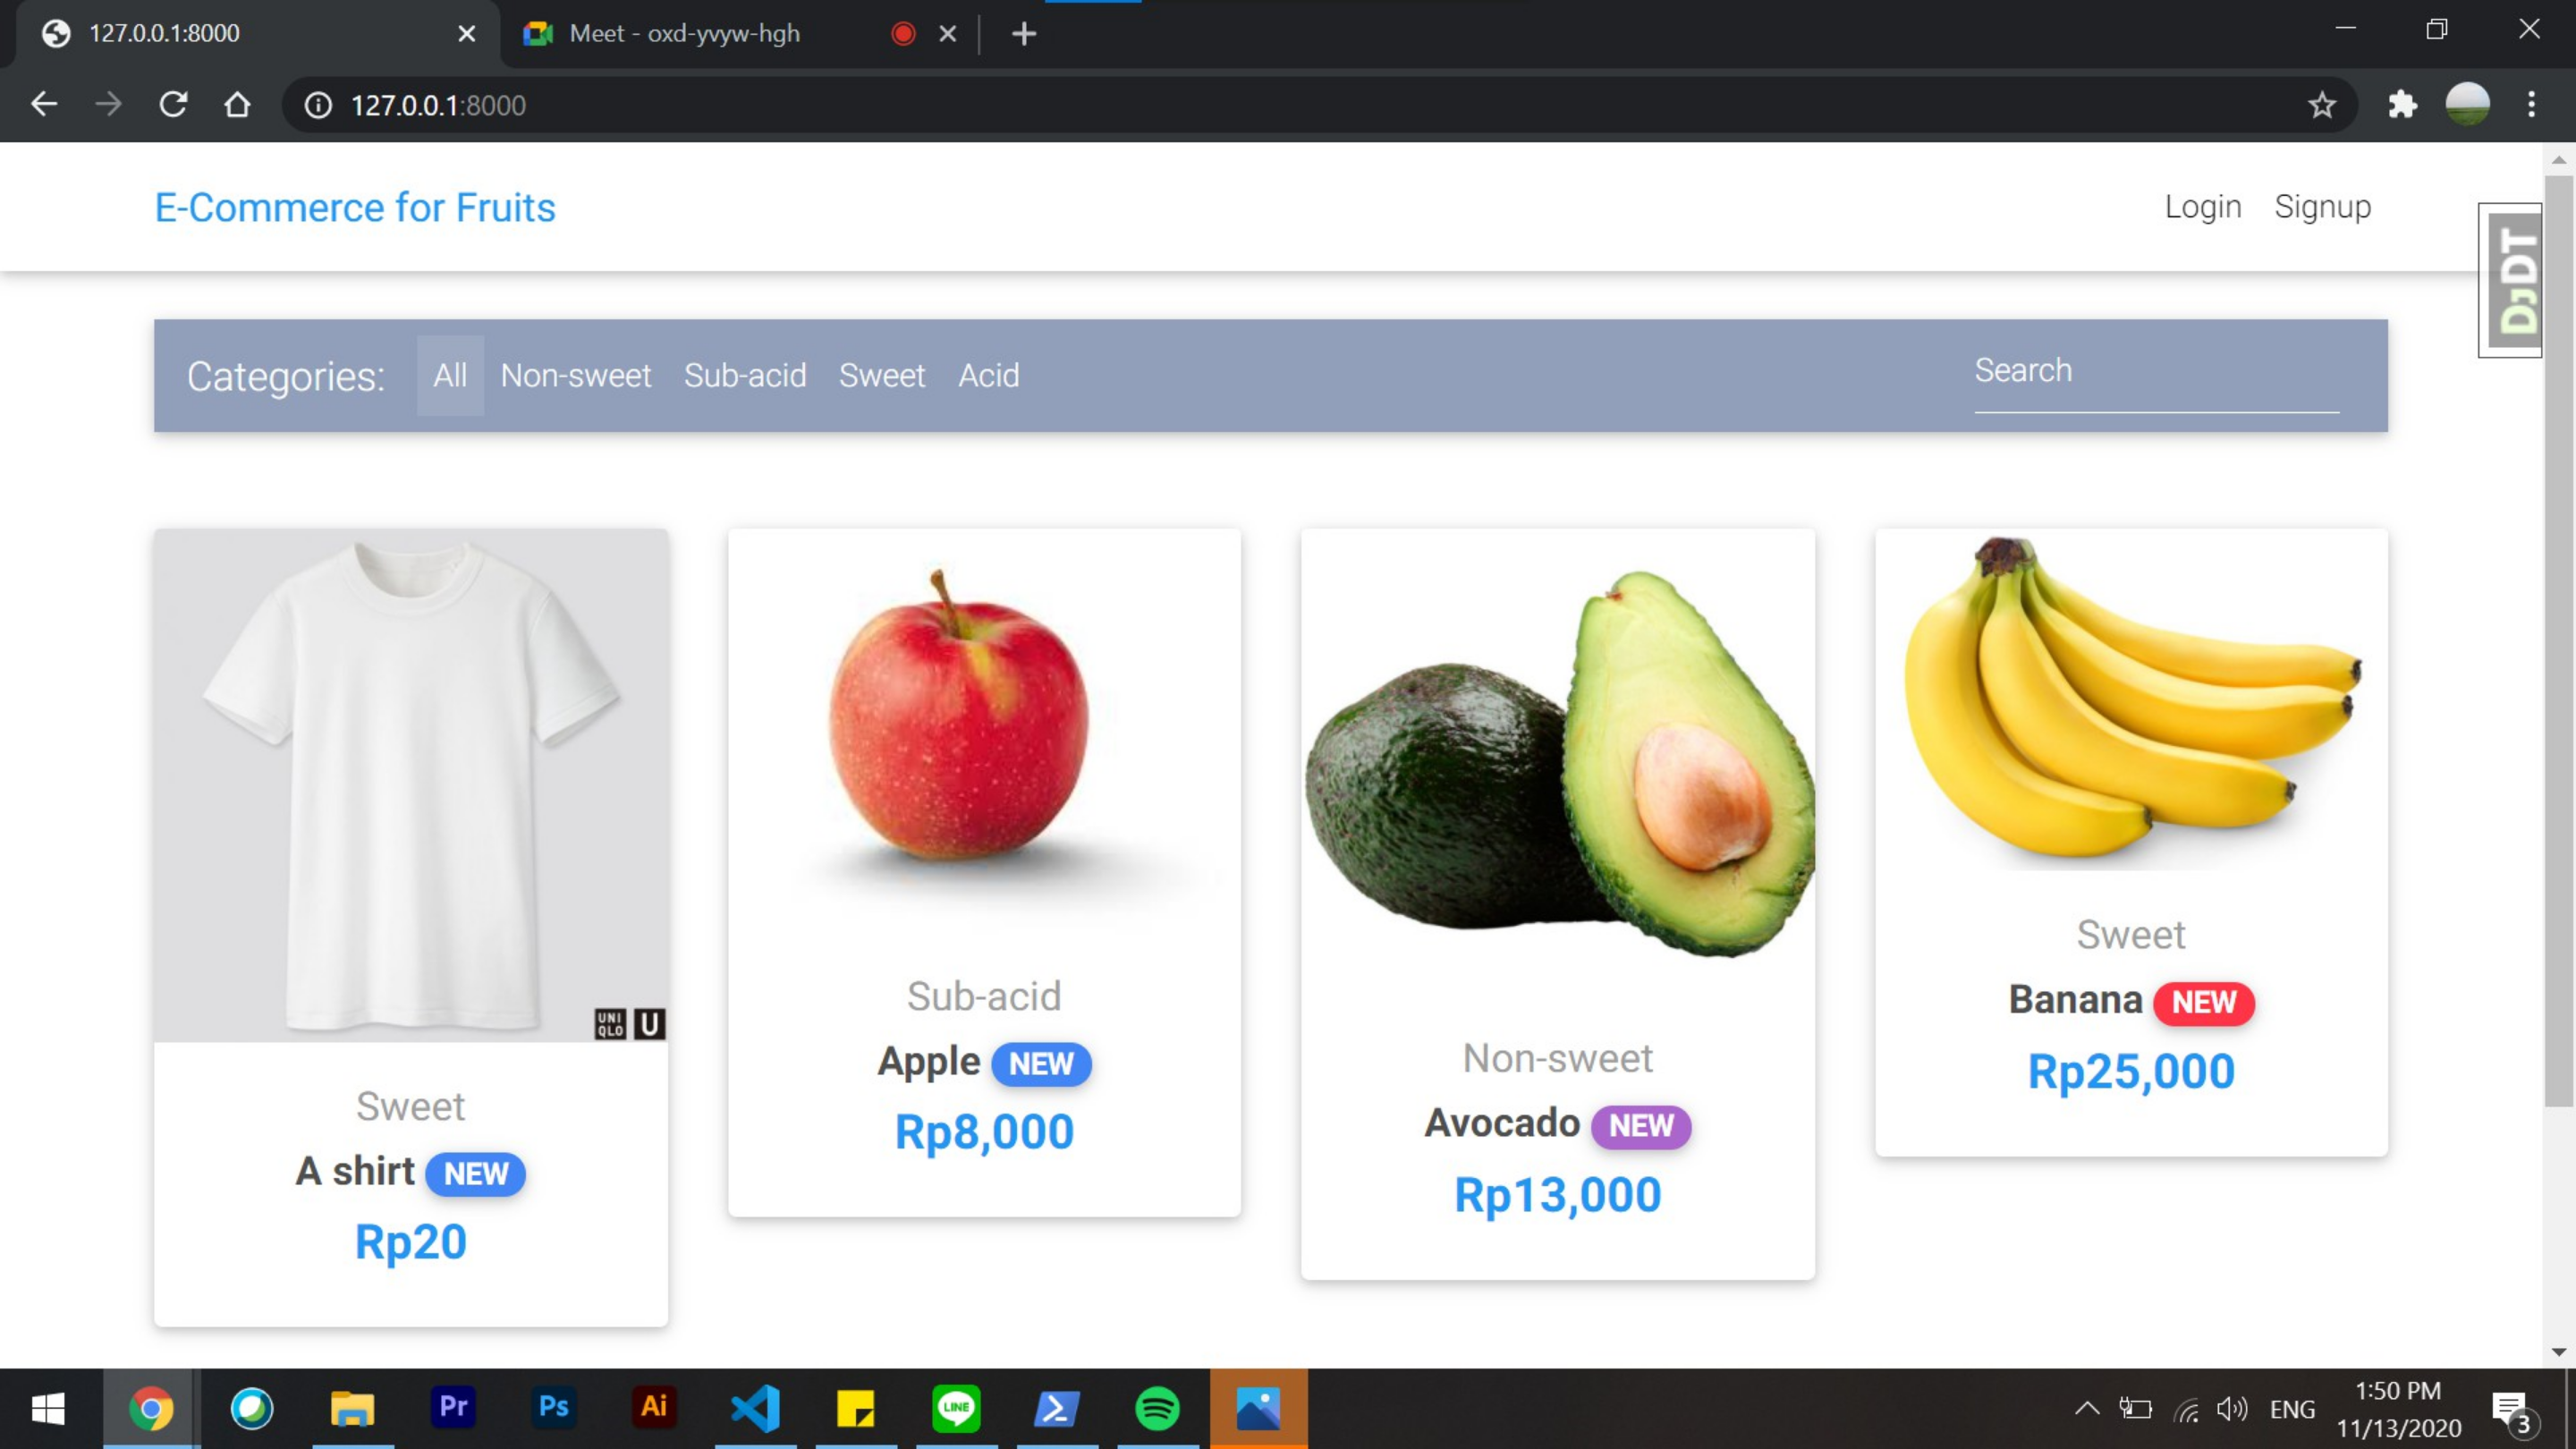 127.0.0.1:8000
Meet - oxd-yvyw-hgh
127.0.0.1:8000
E-Commerce for Fruits
Login Signup
DjDT
Categories: All Non-sweet Sub-acid Sweet Acid Search
UNI
QLO U
Sweet
A shirt NEW
Rp20
Sub-acid
Apple NEW
Rp8,000
Non-sweet
Avocado NEW
Rp13,000
Sweet
Banana NEW
Rp25,000
Pr Ps Ai LINE
ENG
1:50 PM
11/13/2020
3